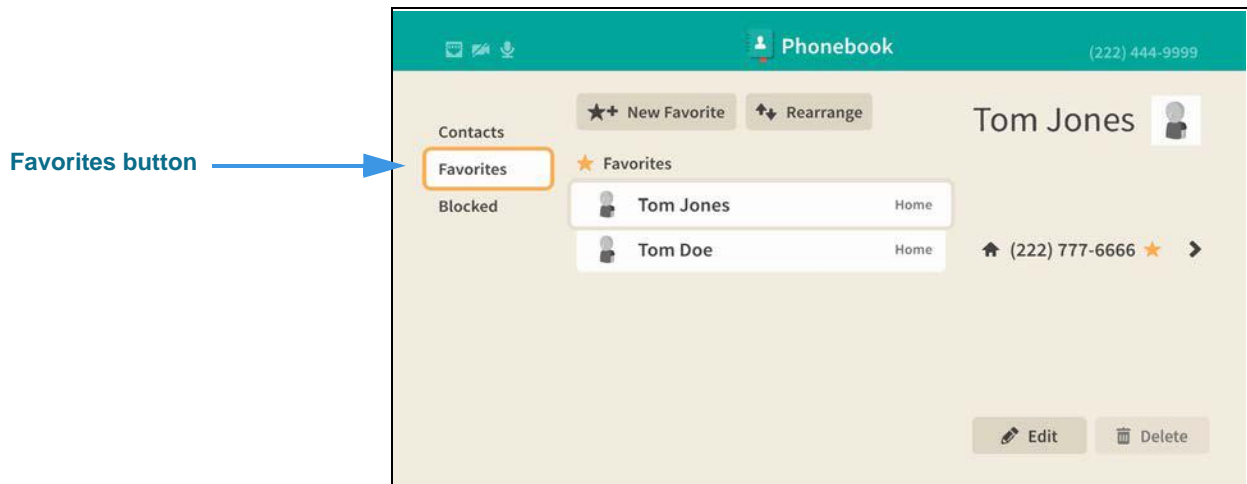 Phonebook
(222) 444-9999
New Favorite
Rearrange
Tom Jones
Contacts
Favorites button
Favorites
Favorites
Blocked
Tom Jones
Home
Tom Doe
Home
(222) 777-6666
Edit
Delete